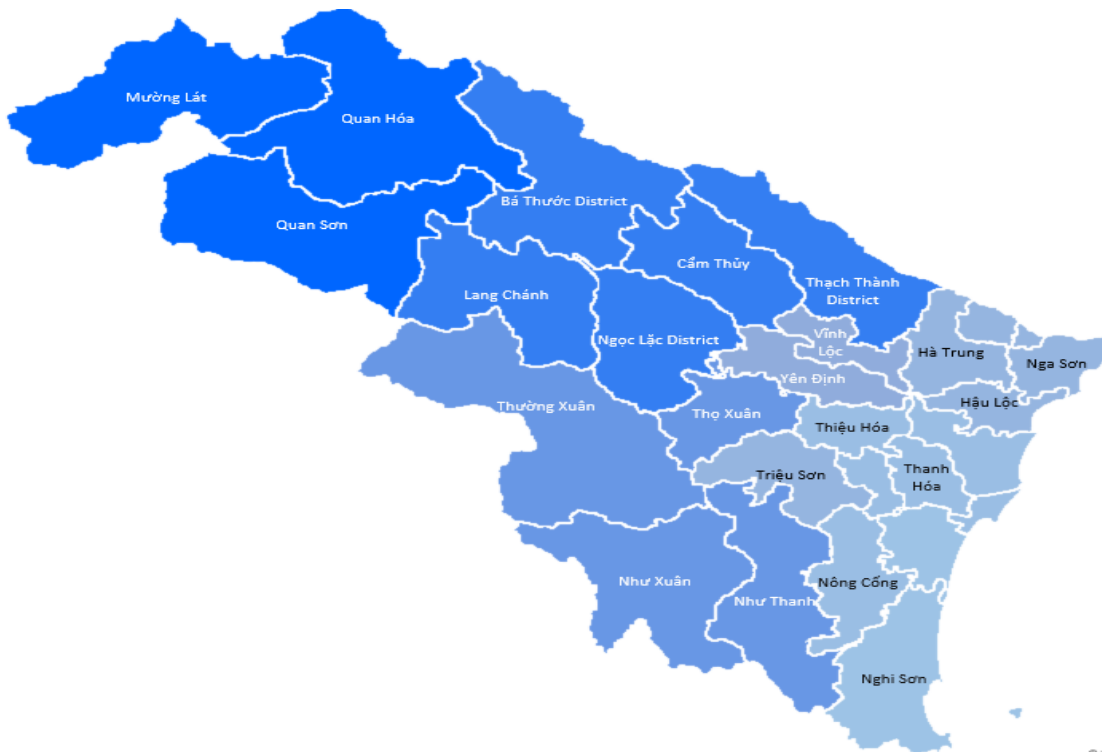 Mường Lát
Quan Hóa
Quan Sơn
Bá Thước District
Cẩm Thủy
Thạch Thành
District
Lang Chánh
Ngọc Lặc District
Vĩnh
Lộc
Hà Trung
Nga Sơn
Yên Định
Hậu Lộc
Thường Xuân
Thọ Xuân
Thiệu Hóa
Triệu Sơn
Thanh
Hóa
Như Xuân
Như Thanh
Nông Cống
Nghi Sơn